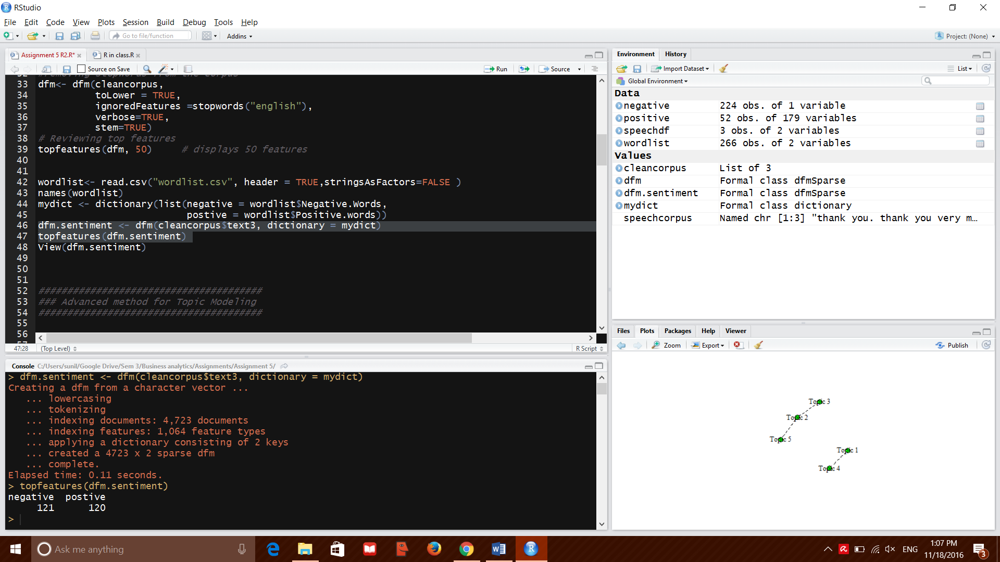 RStudio
File Edit Code View Plots Session Build Debug Tools Help
Go to file/function Addins Project: (None)
Assignment 5 R2.R* R in class.R
Source on Save Run Source
32 #removing stopwords from the corpus
33 dfm<- dfm(cleancorpus,
34 toLower = TRUE,
35 ignoredFeatures =stopwords("english"),
36 verbose=TRUE,
37 stem=TRUE)
38 # Reviewing top features
39 topfeatures(dfm, 50) # displays 50 features
40
41
42 wordlist<- read.csv("wordlist.csv", header = TRUE,stringsAsFactors=FALSE )
43 names(wordlist)
44 mydict <- dictionary(list(negative = wordlist$Negative.Words,
45 postive = wordlist$Positive.words))
46 dfm.sentiment <- dfm(cleancorpus$text3, dictionary = mydict)
47 topfeatures(dfm.sentiment)
48 View(dfm.sentiment)
49
50
51
52 #######################################
53 ### Advanced method for Topic Modeling
54 #######################################
55
56
47:28 (Top Level) R Script
Console C:/Users/sunil/Google Drive/Sem 3/Business analytics/Assignments/Assignment 5/
> dfm.sentiment <- dfm(cleancorpus$text3, dictionary = mydict)
Creating a dfm from a character vector ...
... lowercasing
... tokenizing
... indexing documents: 4,723 documents
... indexing features: 1,064 feature types
... applying a dictionary consisting of 2 keys
... created a 4723 x 2 sparse dfm
... complete.
Elapsed time: 0.11 seconds.
> topfeatures(dfm.sentiment)
negative postive
121 120
>
Environment History
Import Dataset List
Global Environment
Data
negative 224 obs. of 1 variable
positive 52 obs. of 179 variables
speechdf 3 obs. of 2 variables
wordlist 266 obs. of 2 variables
Values
cleancorpus List of 3
dfm Formal class dfmSparse
dfm.sentiment Formal class dfmSparse
mydict Formal class dictionary
speechcorpus Named chr [1:3] "thank you. thank you very m…
Files Plots Packages Help Viewer
Zoom Export Publish
Topic 3
Topic 2
Topic 5
Topic 1
Topic 4
Ask me anything
ENG
1:07 PM
11/18/2016
3